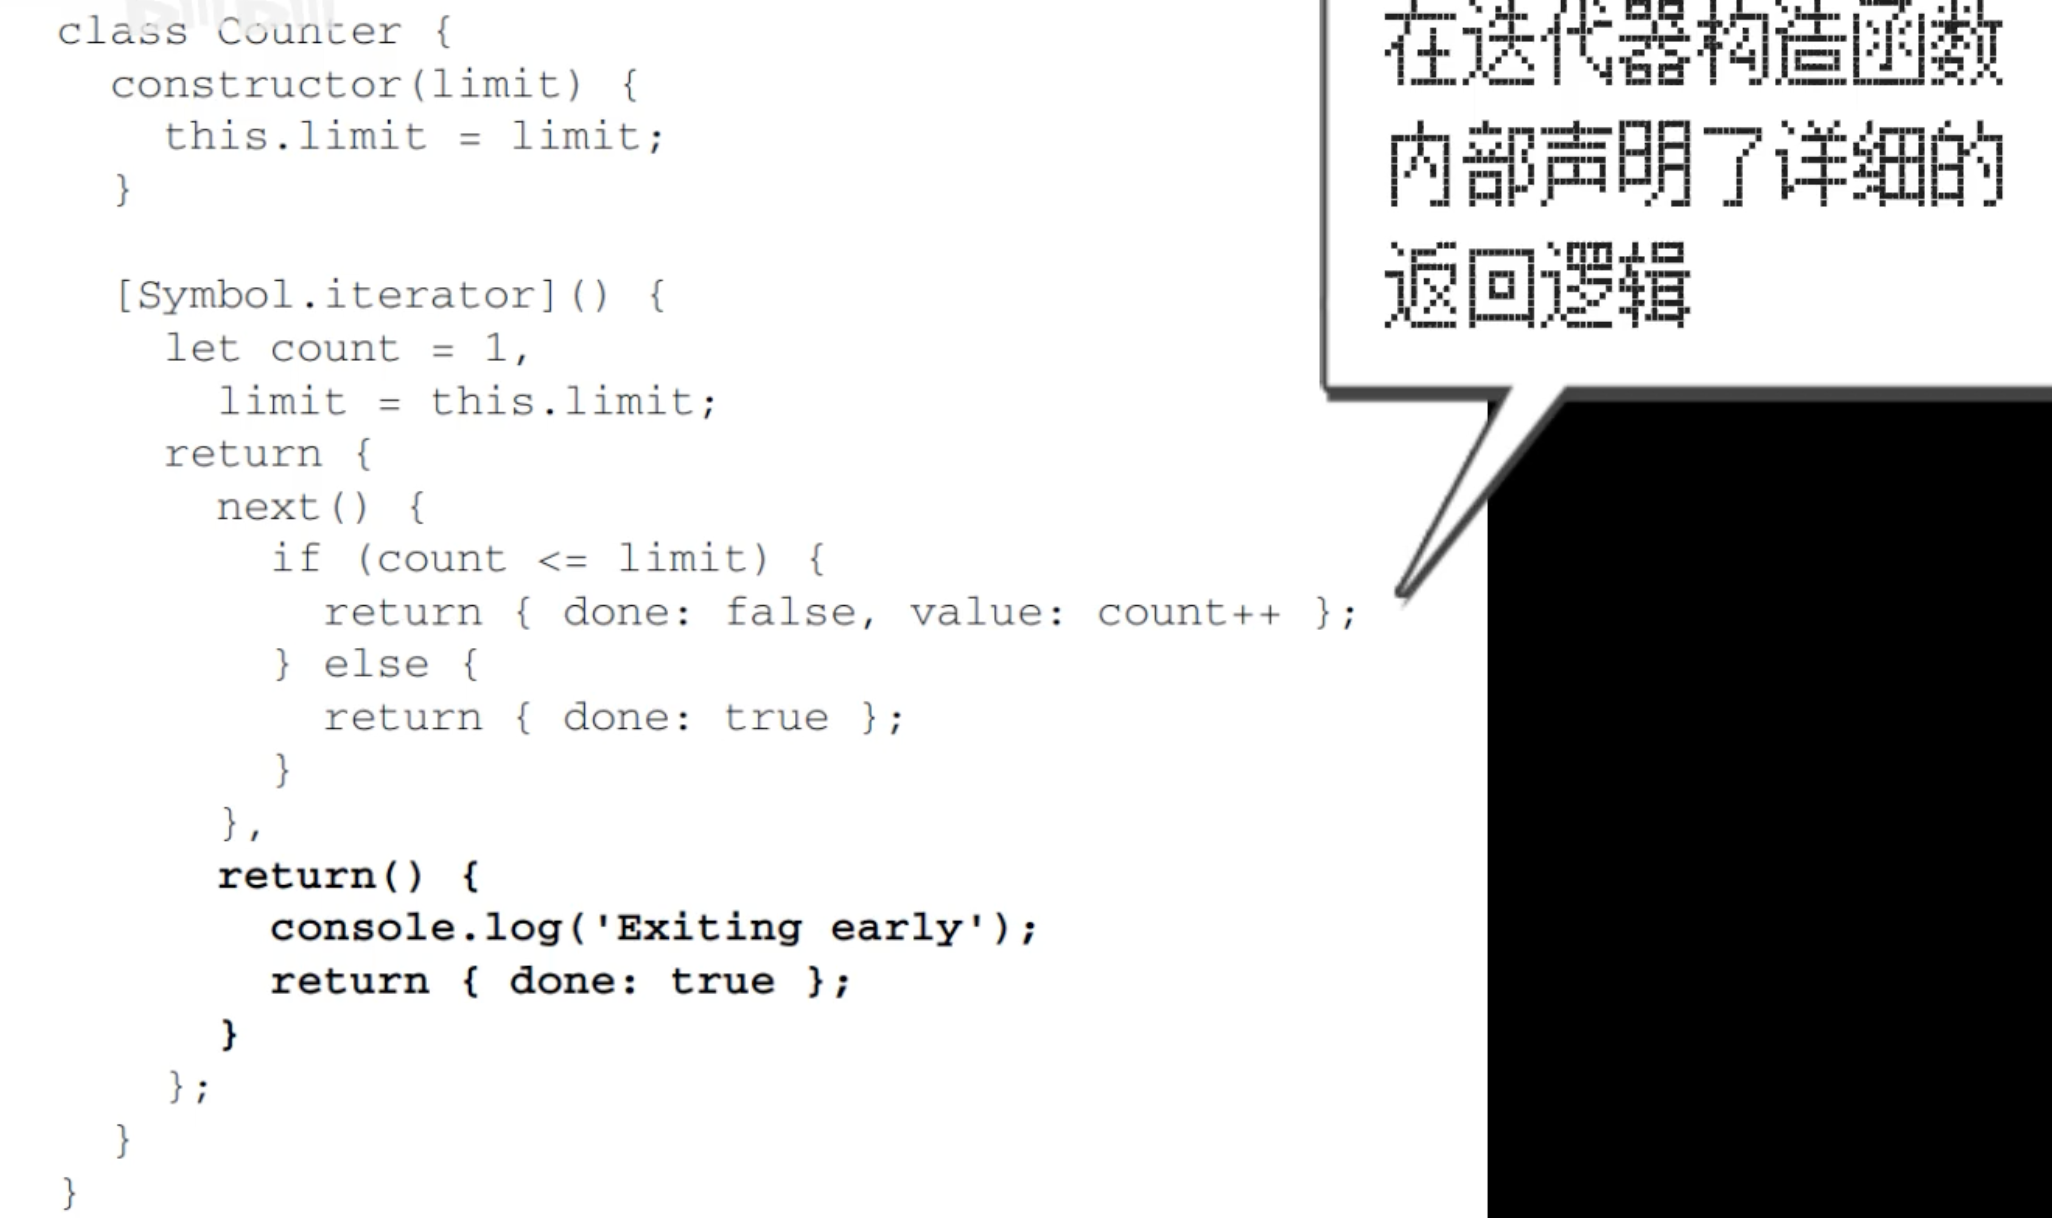 class Counter {
constructor(limit) {
this.limit = limit;
}
[Symbol.iterator]() {
let count = 1,
limit = this.limit;
return {
next() {
if (count <= limit) {
return { done: false, value: count++ };
} else {
return { done: true };
}
},
return() {
console.log('Exiting early');
return { done: true };
}
};
}
}
在迭代器构造函数
内部声明了详细的
返回逻辑